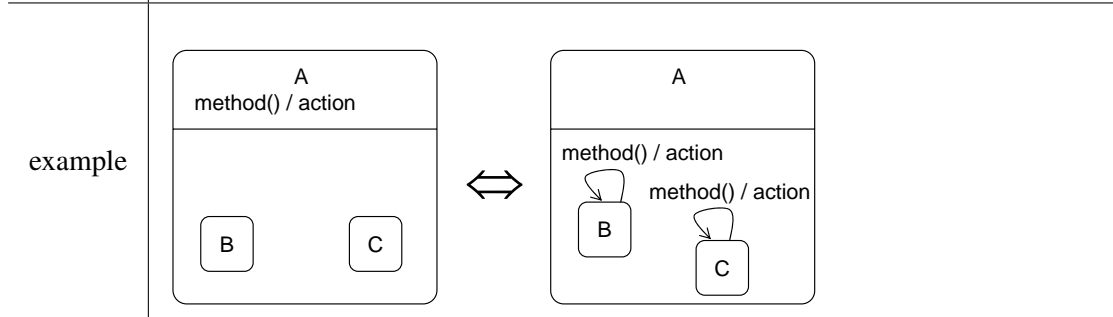 example
A
method() / action
B
C
⇔
A
method() / action
method() / action
B
C